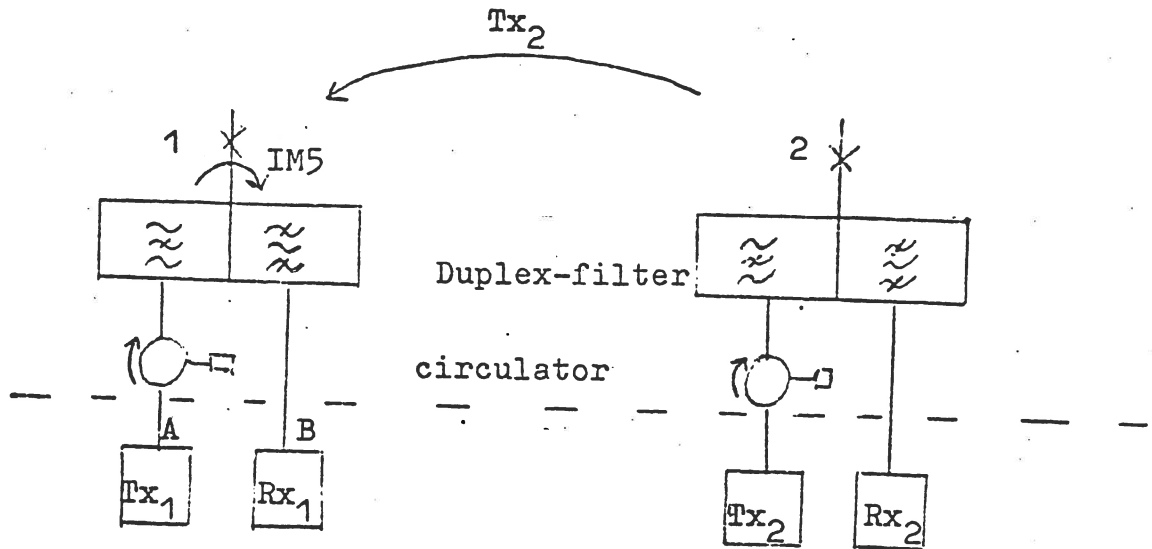 Tx2
1
IM5
2
Duplex-filter
circulator
A
B
Tx1
Rx1
Tx2
Rx2